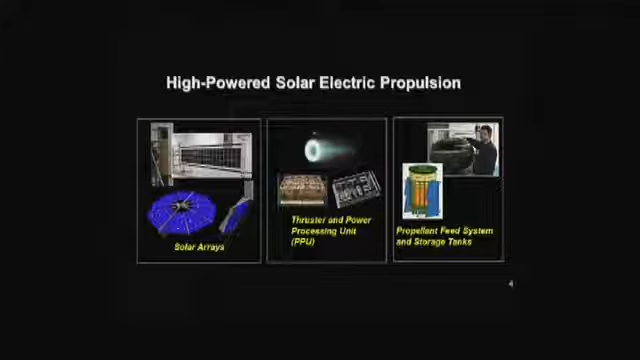 High-Powered Solar Electric Propulsion
Solar Arrays
Thruster and Power
Processing Unit
(PPU)
Propellant Feed System
and Storage Tanks
4